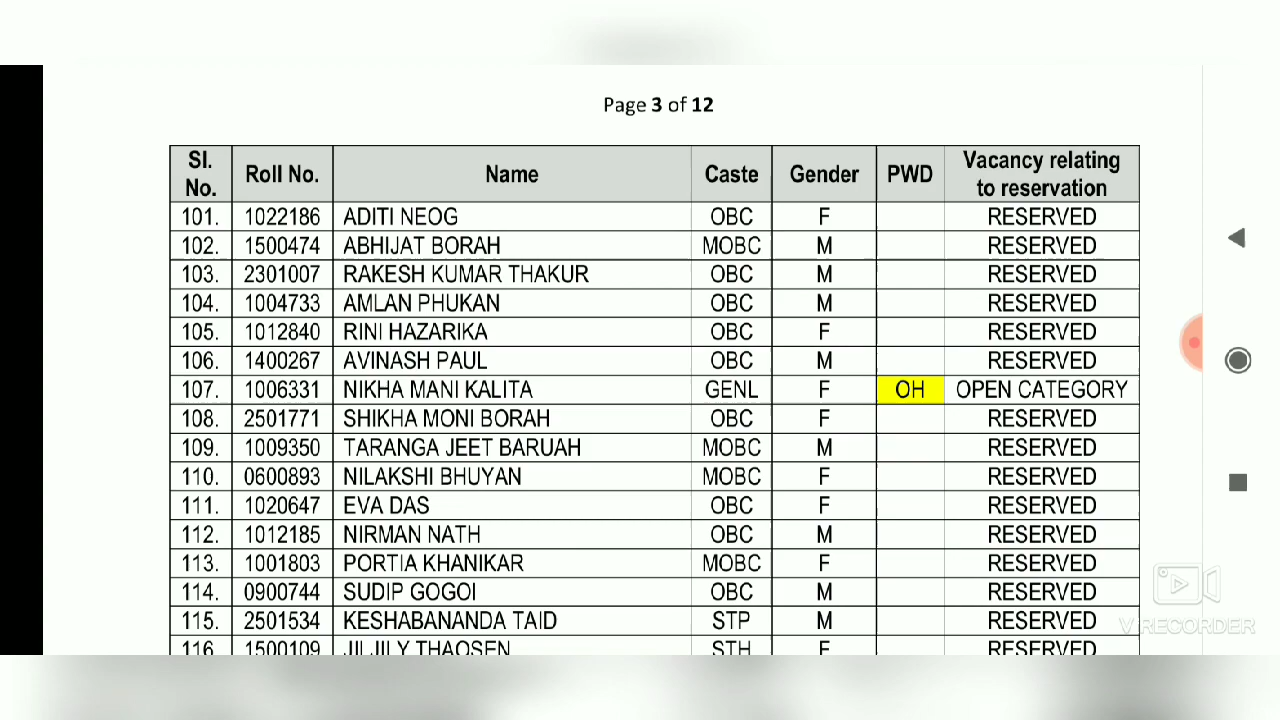 Page 3 of 12
Sl. No. Roll No. Name Caste Gender PWD Vacancy relating to reservation
101. 1022186 ADITI NEOG OBC F RESERVED
102. 1500474 ABHIJAT BORAH MOBC M RESERVED
103. 2301007 RAKESH KUMAR THAKUR OBC M RESERVED
104. 1004733 AMLAN PHUKAN OBC M RESERVED
105. 1012840 RINI HAZARIKA OBC F RESERVED
106. 1400267 AVINASH PAUL OBC M RESERVED
107. 1006331 NIKHA MANI KALITA GENL F OH OPEN CATEGORY
108. 2501771 SHIKHA MONI BORAH OBC F RESERVED
109. 1009350 TARANGA JEET BARUAH MOBC M RESERVED
110. 0600893 NILAKSHI BHUYAN MOBC F RESERVED
111. 1020647 EVA DAS OBC F RESERVED
112. 1012185 NIRMAN NATH OBC M RESERVED
113. 1001803 PORTIA KHANIKAR MOBC F RESERVED
114. 0900744 SUDIP GOGOI OBC M RESERVED
115. 2501534 KESHABANANDA TAID STP M RESERVED
116. 1500109 JILJILY THAOSEN STH F RESERVED
VRECORDER